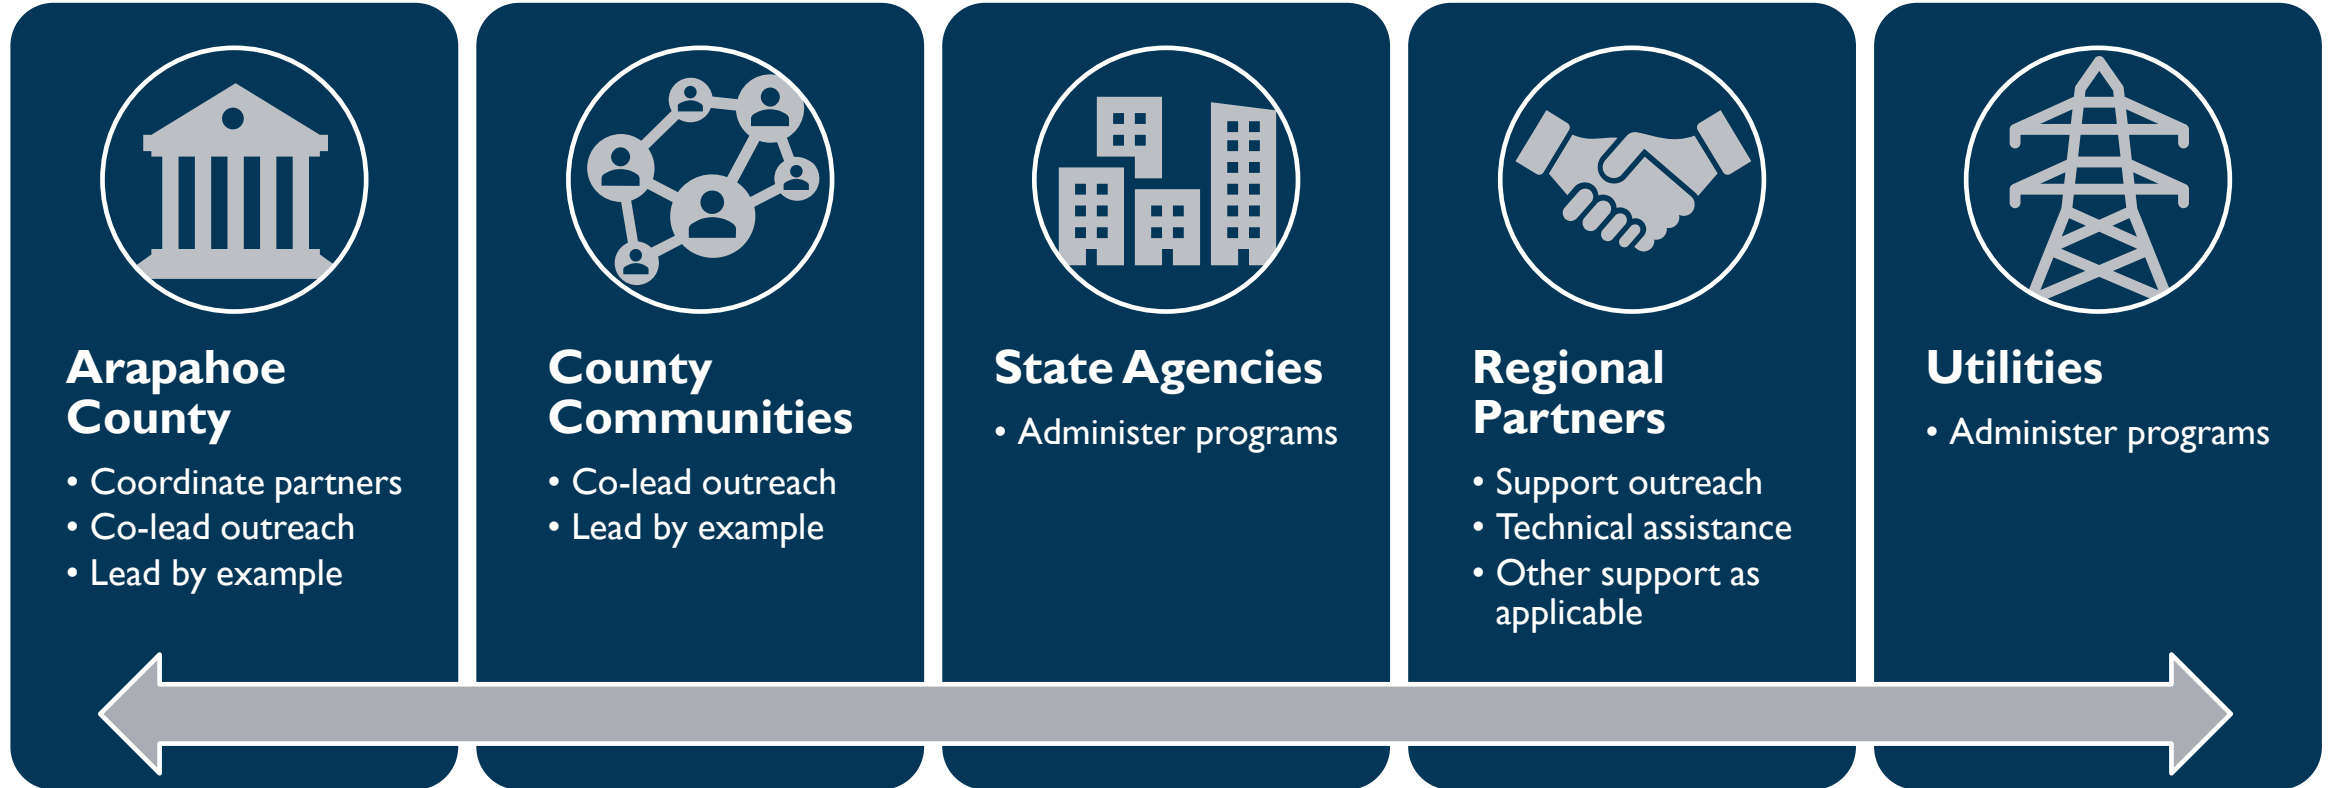 Arapahoe
County
• Coordinate partners
• Co-lead outreach
• Lead by example
County
Communities
• Co-lead outreach
• Lead by example
State Agencies
• Administer programs
Regional
Partners
• Support outreach
• Technical assistance
• Other support as
applicable
Utilities
• Administer programs